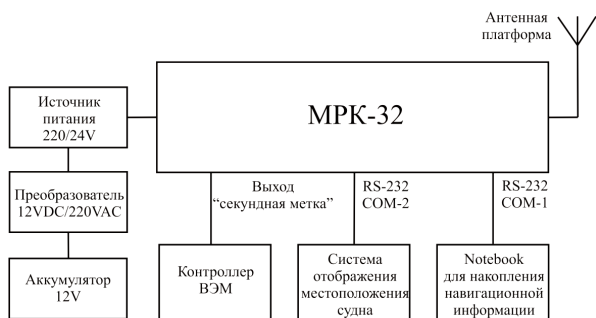 Антенная
платформа
Источник
питания
220/24V
МРК-32
Преобразователь
12VDC/220VAC
Выход
“секундная метка”
RS-232
COM-2
RS-232
COM-1
Аккумулятор
12V
Контроллер
ВЭМ
Система
отображения
местоположения
судна
Notebook
для накопления
навигационной
информации